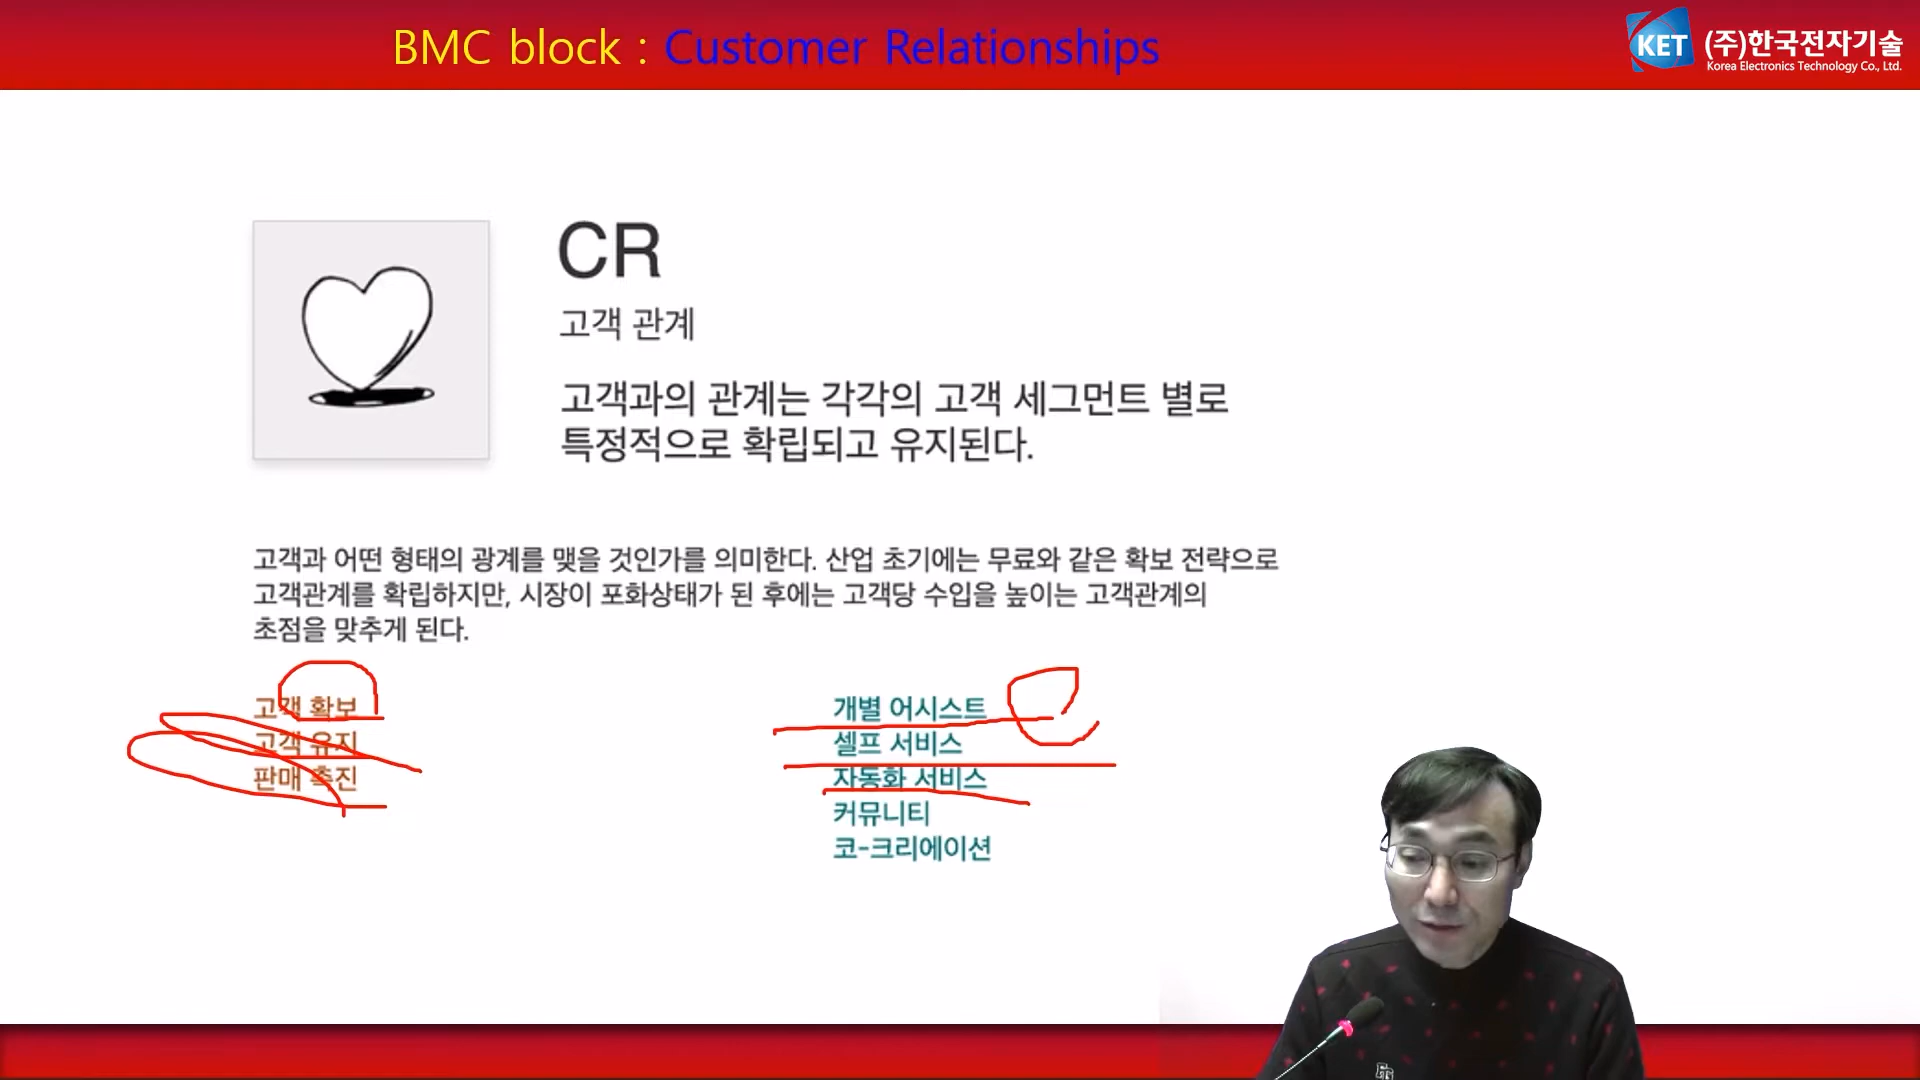 BMC block : Customer Relationships
KET (주)한국전자기술
Korea Electronics Technology Co., Ltd.
CR
고객 관계
고객과의 관계는 각각의 고객 세그먼트 별로
특정적으로 확립되고 유지된다.
고객과 어떤 형태의 광계를 맺을 것인가를 의미한다. 산업 초기에는 무료와 같은 확보 전략으로
고객관계를 확립하지만, 시장이 포화상태가 된 후에는 고객당 수입을 높이는 고객관계의
초점을 맞추게 된다.
고객 확보
고객 유지
판매 촉진
개별 어시스트
셀프 서비스
자동화 서비스
커뮤니티
코-크리에이션